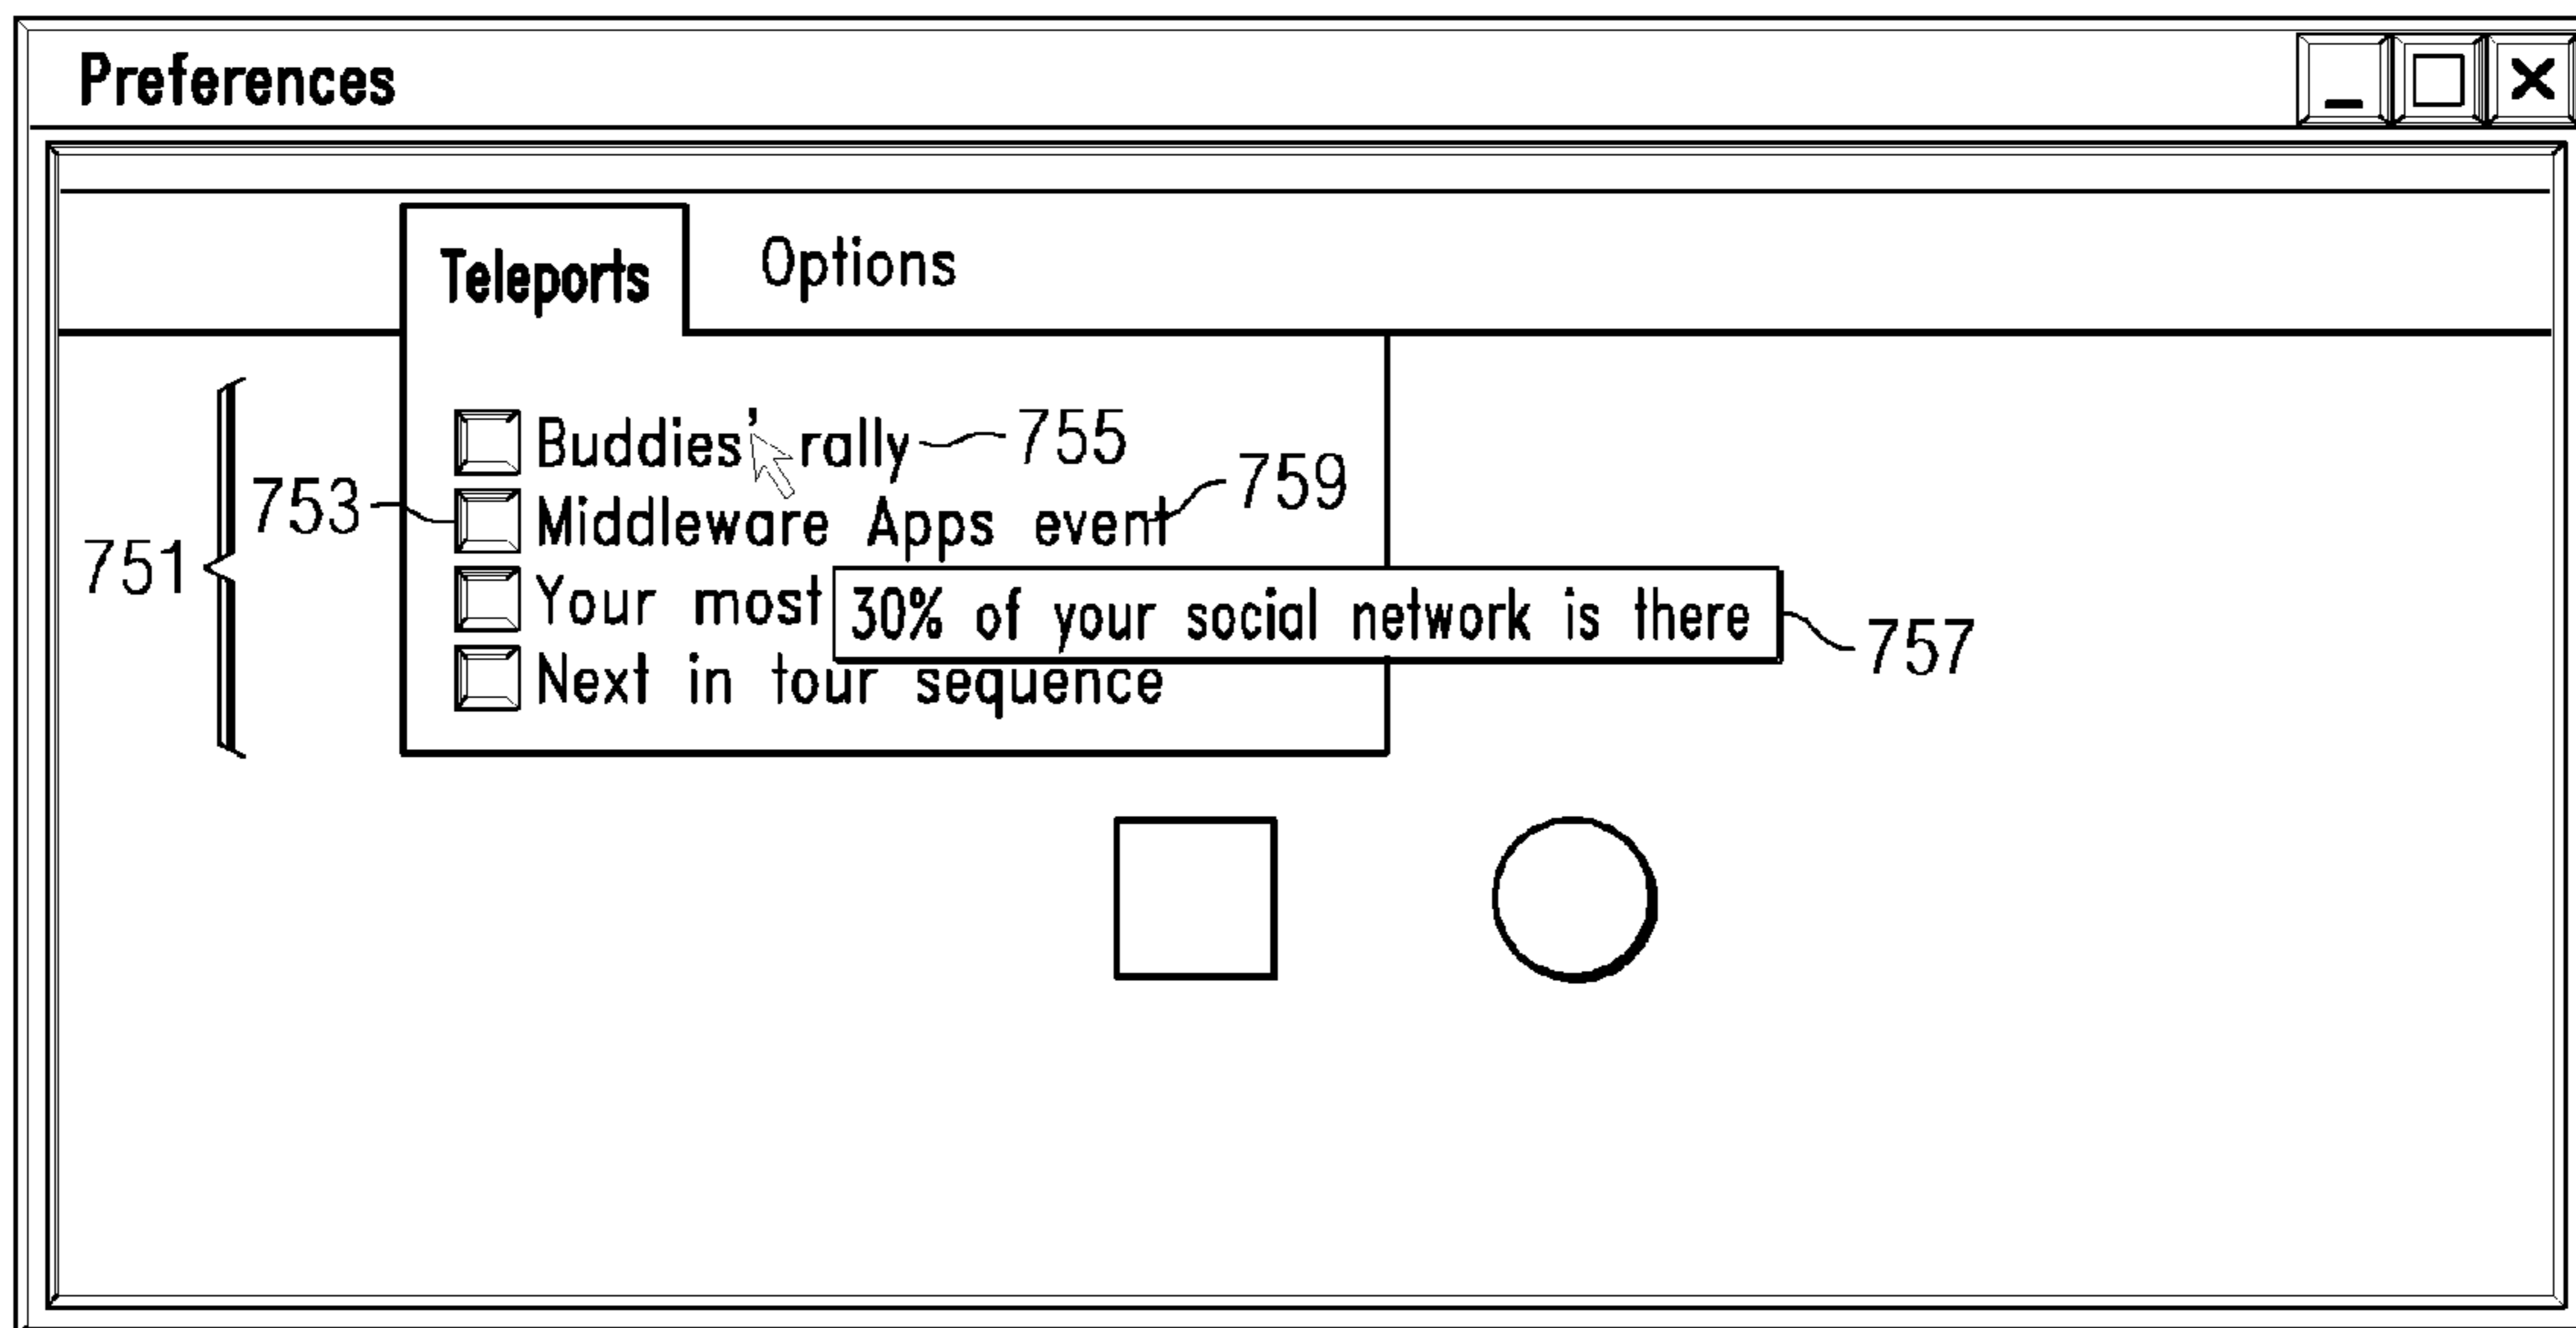 Preferences
Teleports Options
Buddies' rally 755
759
753 Middleware Apps event
751
Your most 30% of your social network is there
757
Next in tour sequence